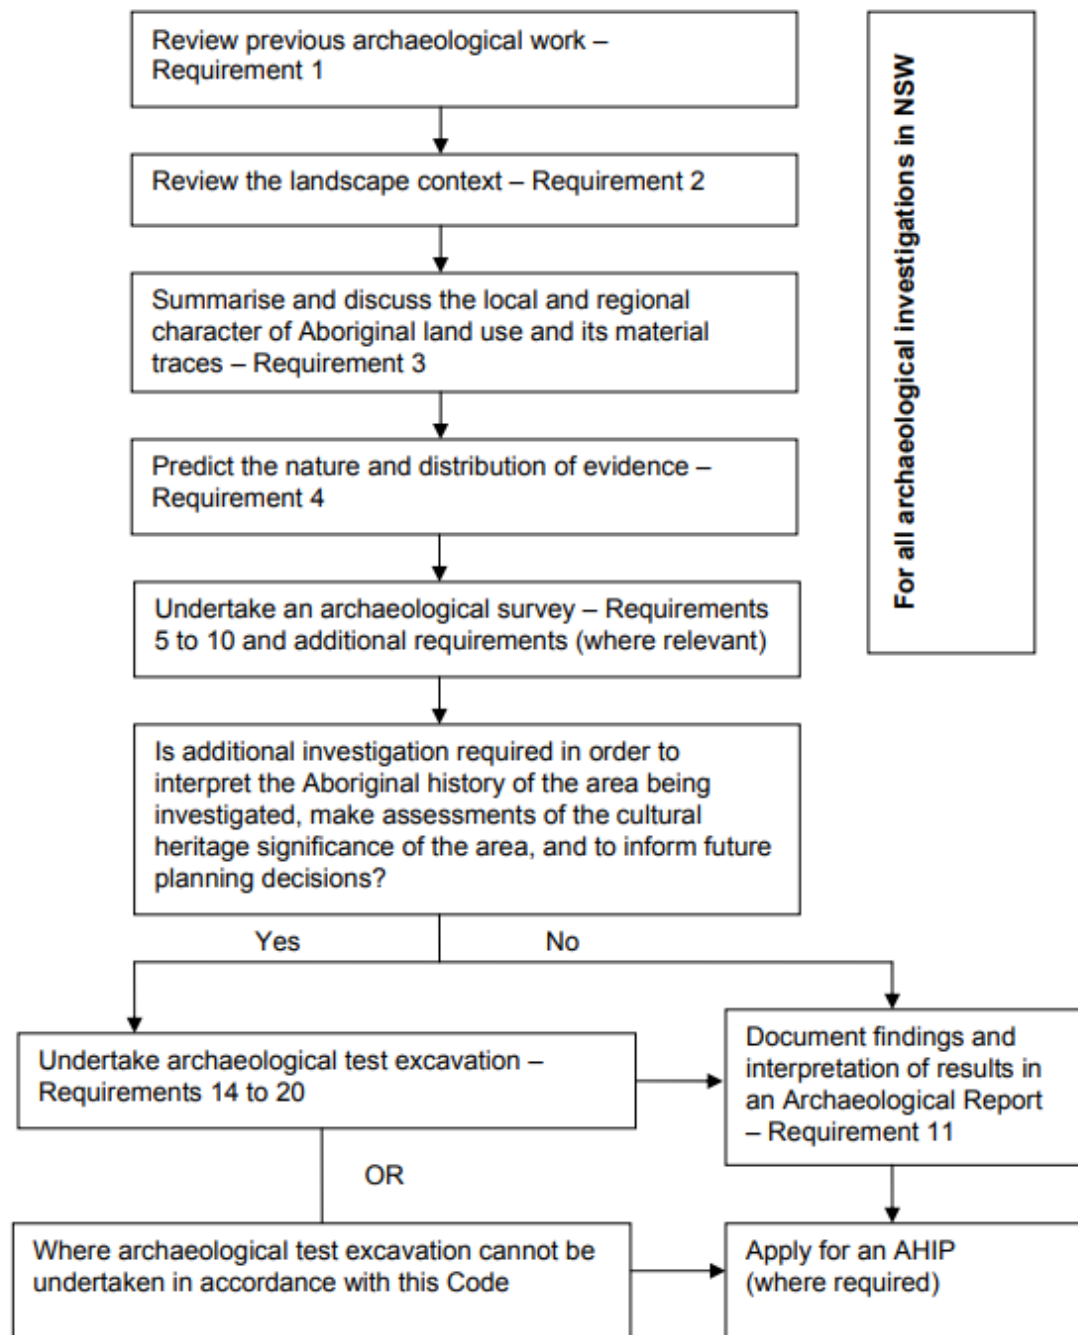 Review previous archaeological work –
Requirement 1
Review the landscape context – Requirement 2
Summarise and discuss the local and regional
character of Aboriginal land use and its material
traces – Requirement 3
Predict the nature and distribution of evidence –
Requirement 4
Undertake an archaeological survey – Requirements
5 to 10 and additional requirements (where relevant)
Is additional investigation required in order to
interpret the Aboriginal history of the area being
investigated, make assessments of the cultural
heritage significance of the area, and to inform future
planning decisions?
Yes
No
Undertake archaeological test excavation –
Requirements 14 to 20
OR
Where archaeological test excavation cannot be
undertaken in accordance with this Code
Document findings and
interpretation of results in
an Archaeological Report
– Requirement 11
Apply for an AHIP
(where required)
For all archaeological investigations in NSW